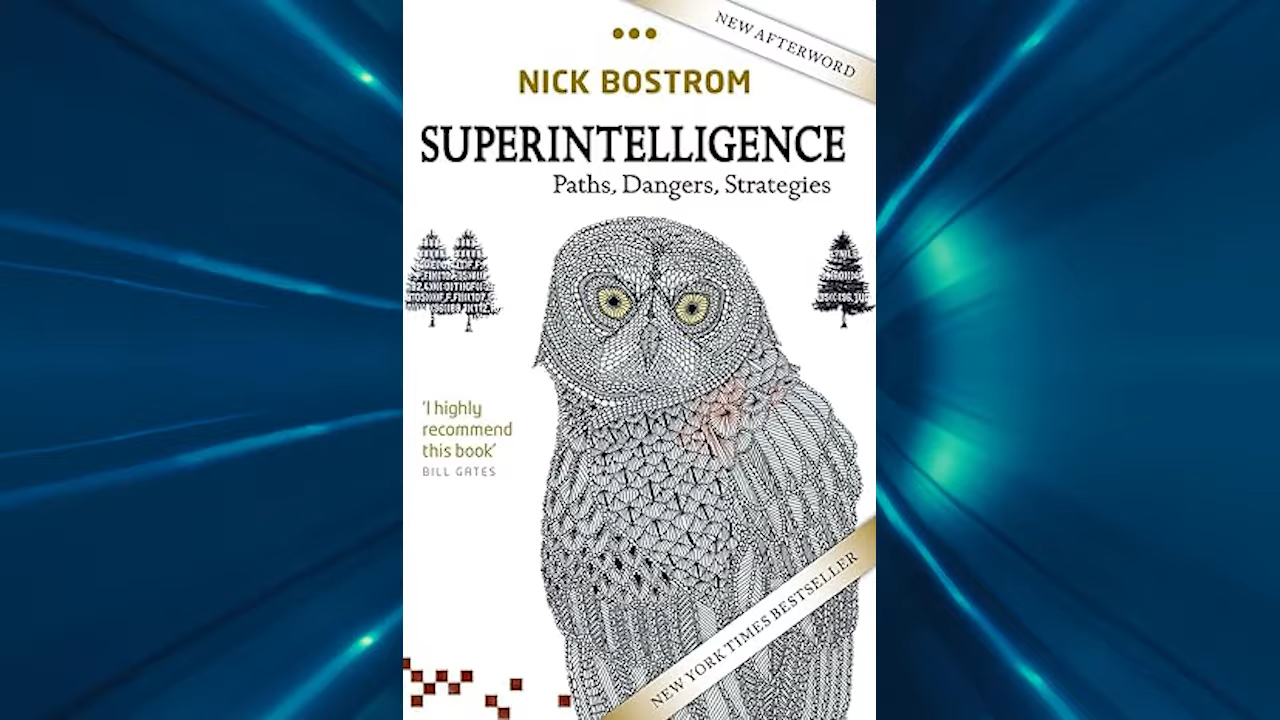 NEW AFTERWORD
NICK BOSTROM
SUPERINTELLIGENCE
Paths, Dangers, Strategies
‘I highly
recommend
this book’
BILL GATES
NEW YORK TIMES BESTSELLER